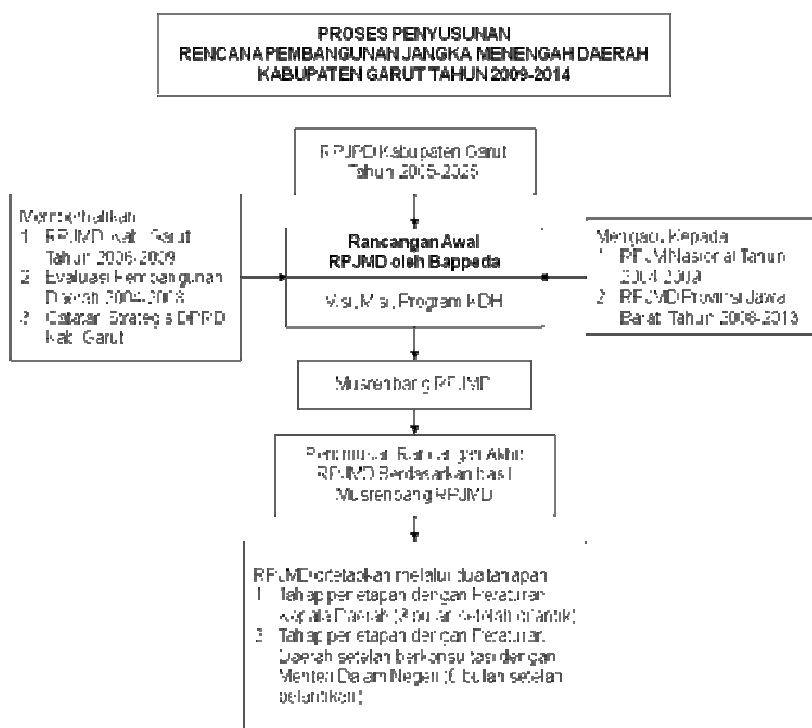 PROSES PENYUSUNAN
RENCANA PEMBANGUNAN JANGKA MENENGAH DAERAH
KABUPATEN GARUT TAHUN 2009-2014
RPJPD Kabupaten Garut
Tahun 2005-2025
Memperhatikan
1 RPJMD Kab. Garut
Tahun 2006-2009
2 Evaluasi Pembangunan
Daerah 2004-2008
3 Catatan Strategis DPRD
Kab. Garut
Rancangan Awal
RPJMD oleh Bappeda
Visi, Misi, Program KDH
Mengacu Kepada
1 RPJM Nasional Tahun
2004-2009
2 RPJMD Provinsi Jawa
Barat Tahun 2008-2013
Musrenbang RPJMD
Perumusan Rancangan Akhir
RPJMD Berdasarkan hasil
Musrenbang RPJMD
RPJMD ditetapkan melalui dua tahapan
1 Tahap penetapan dengan Peraturan
Kepala Daerah (3 bulan setelah dilantik)
2 Tahap penetapan dengan Peraturan
Daerah setelah berkonsultasi dengan
Menteri Dalam Negeri (6 bulan setelah
pelantikan)